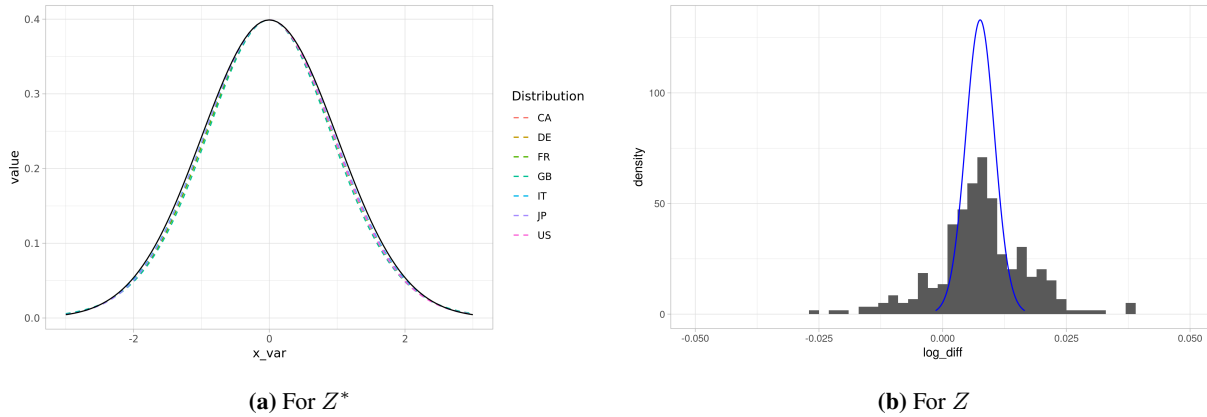 0.4
0.3
0.2
0.1
0.0
value
-2
0
2
x_var
Distribution
CA
DE
FR
GB
IT
JP
US
(a) For Z*
100
50
0
density
-0.050
-0.025
0.000
0.025
0.050
log_diff
(b) For Z